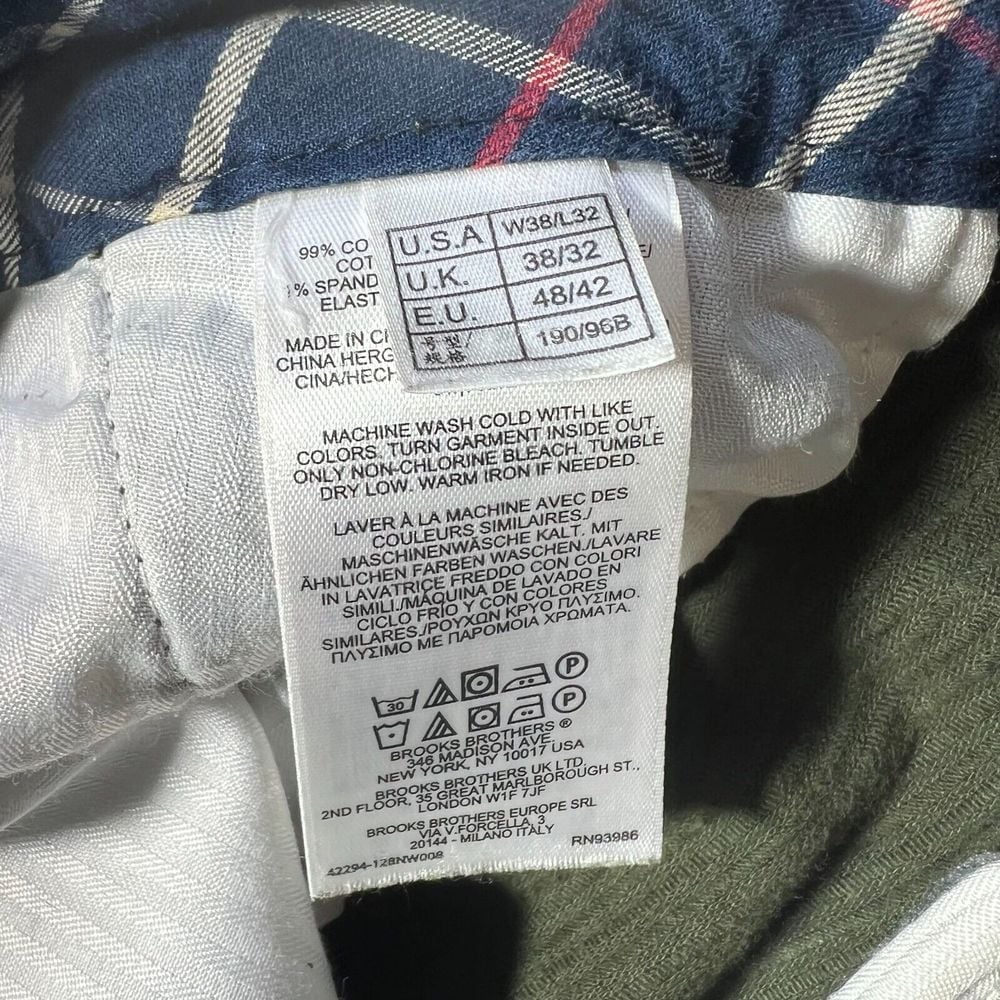 U.S.A W38/L32
U.K. 38/32
E.U. 48/42
号型/ 190/96B
规格
99% CO
COT
% SPAND
ELAST
MADE IN CI
CHINA HERG
CINA/HECH
MACHINE WASH COLD WITH LIKE
COLORS. TURN GARMENT INSIDE OUT.
ONLY NON-CHLORINE BLEACH. TUMBLE
DRY LOW. WARM IRON IF NEEDED.
LAVER À LA MACHINE AVEC DES
COULEURS SIMILAIRES./
MASCHINENWÄSCHE KALT. MIT
ÄHNLICHEN FARBEN WASCHEN./LAVARE
IN LAVATRICE FREDDO CON COLORI
SIMILI./MÁQUINA DE LAVADO EN
CICLO FRÍO Y CON COLORES
SIMILARES./ΡΟΥΧΩΝ ΚΡΥΟ ΠΛΥΣΙΜΟ.
ΠΛΥΣΙΜΟ ΜΕ ΠΑΡΟΜΟΙΑ ΧΡΩΜΑΤΑ.
30 P
P
BROOKS BROTHERS ®
346 MADISON AVE
NEW YORK, NY 10017 USA
BROOKS BROTHERS UK LTD.
2ND FLOOR, 35 GREAT MARLBOROUGH ST.,
LONDON W1F 7JF
BROOKS BROTHERS EUROPE SRL
VIA V.FORCELLA, 3
20144 - MILANO ITALY
RN93986
42294-128NW008